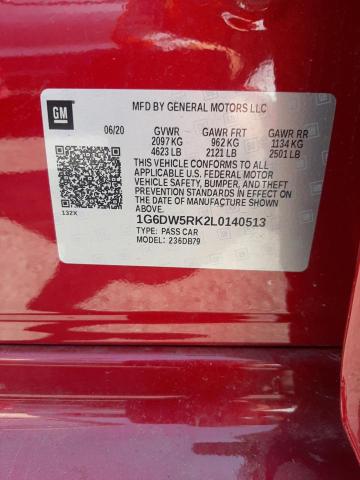 GM
MFD BY GENERAL MOTORS LLC
06/20 GVWR GAWR FRT GAWR RR
2097 KG 962 KG 1134 KG
4623 LB 2121 LB 2501 LB
THIS VEHICLE CONFORMS TO ALL
APPLICABLE U.S. FEDERAL MOTOR
VEHICLE SAFETY, BUMPER, AND THEFT
PREVENTION STANDARDS IN EFFECT ON
THE DATE OF MANUFACTURE SHOWN
ABOVE.
132X
1G6DW5RK2L0140513
TYPE: PASS CAR
MODEL: 236DB79